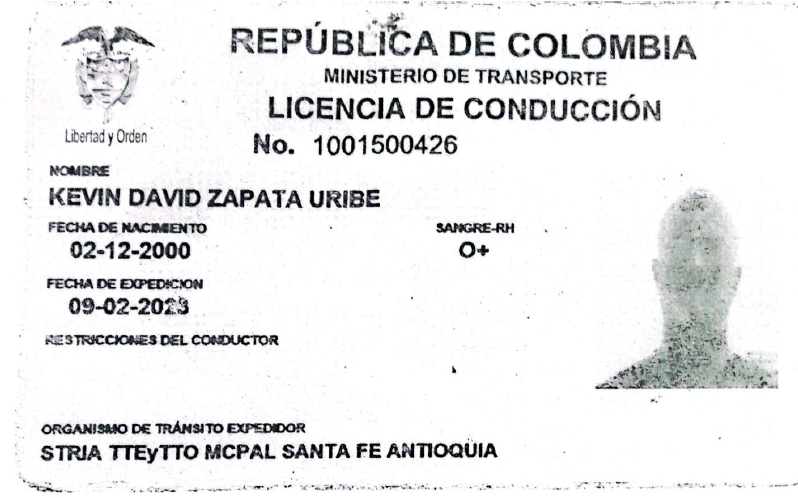 REPÚBLICA DE COLOMBIA
MINISTERIO DE TRANSPORTE
LICENCIA DE CONDUCCIÓN
Libertad y Orden
No. 1001500426
NOMBRE
KEVIN DAVID ZAPATA URIBE
FECHA DE NACIMIENTO SANGRE-RH
02-12-2000 O+
FECHA DE EXPEDICION
09-02-2023
RESTRICCIONES DEL CONDUCTOR
ORGANISMO DE TRÁNSITO EXPEDIDOR
STRIA TTEyTTO MCPAL SANTA FE ANTIOQUIA